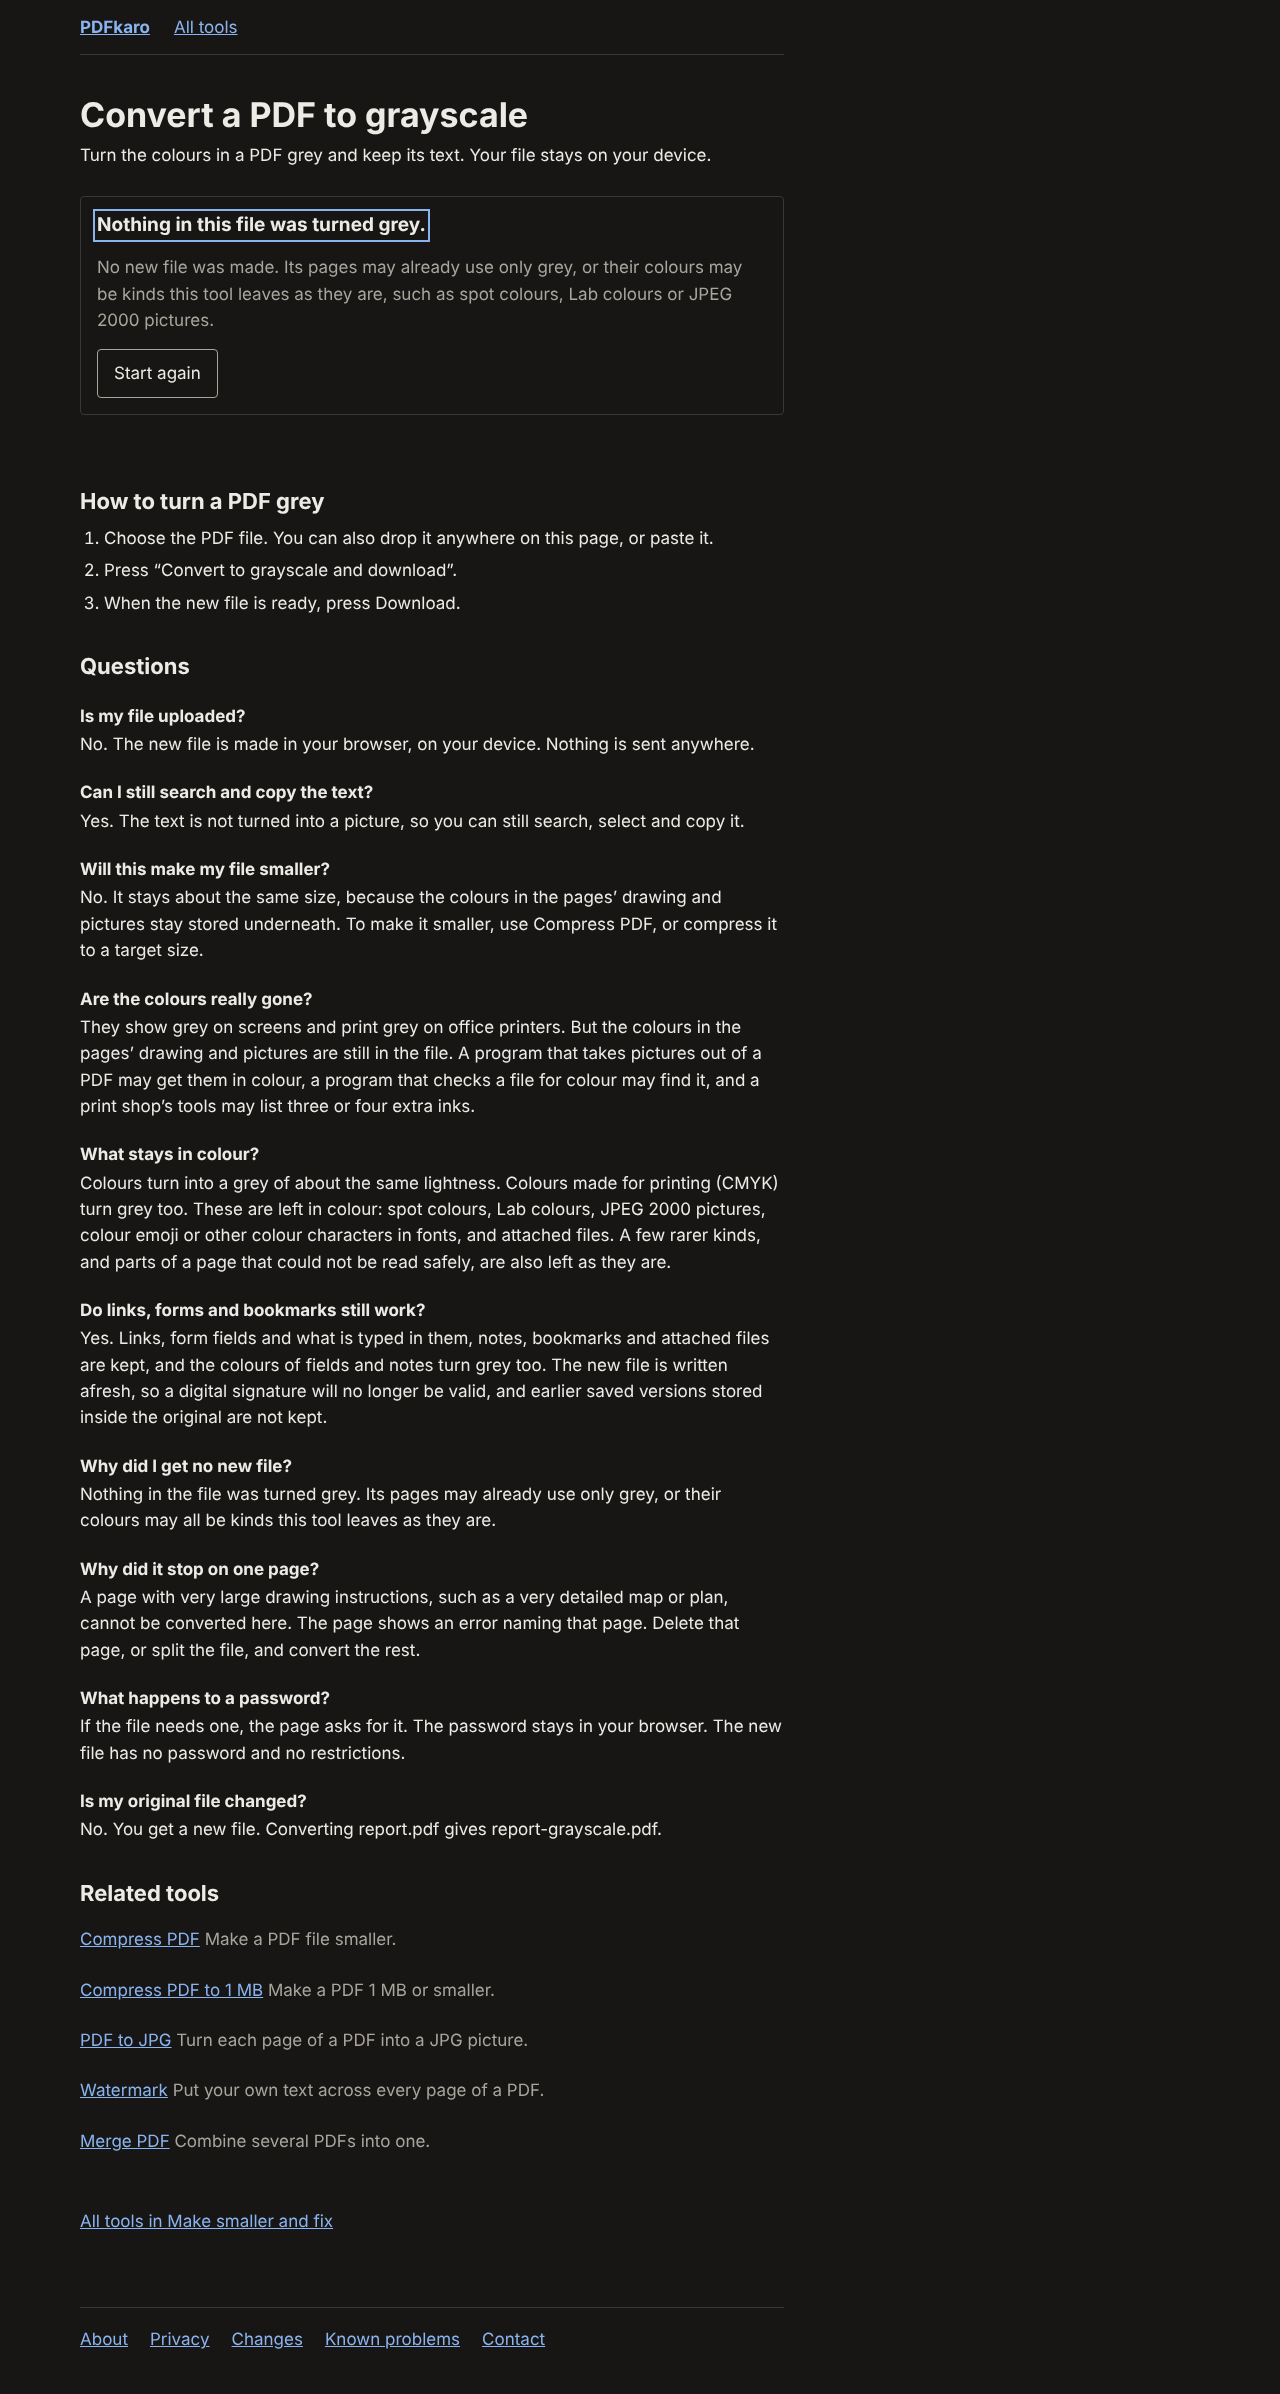 PDFkaro All tools
Convert a PDF to grayscale
Turn the colours in a PDF grey and keep its text. Your file stays on your device.
Nothing in this file was turned grey.
No new file was made. Its pages may already use only grey, or their colours may
be kinds this tool leaves as they are, such as spot colours, Lab colours or JPEG
2000 pictures.
Start again
How to turn a PDF grey
1. Choose the PDF file. You can also drop it anywhere on this page, or paste it.
2. Press “Convert to grayscale and download”.
3. When the new file is ready, press Download.
Questions
Is my file uploaded?
No. The new file is made in your browser, on your device. Nothing is sent anywhere.
Can I still search and copy the text?
Yes. The text is not turned into a picture, so you can still search, select and copy it.
Will this make my file smaller?
No. It stays about the same size, because the colours in the pages’ drawing and
pictures stay stored underneath. To make it smaller, use Compress PDF, or compress it
to a target size.
Are the colours really gone?
They show grey on screens and print grey on office printers. But the colours in the
pages’ drawing and pictures are still in the file. A program that takes pictures out of a
PDF may get them in colour, a program that checks a file for colour may find it, and a
print shop’s tools may list three or four extra inks.
What stays in colour?
Colours turn into a grey of about the same lightness. Colours made for printing (CMYK)
turn grey too. These are left in colour: spot colours, Lab colours, JPEG 2000 pictures,
colour emoji or other colour characters in fonts, and attached files. A few rarer kinds,
and parts of a page that could not be read safely, are also left as they are.
Do links, forms and bookmarks still work?
Yes. Links, form fields and what is typed in them, notes, bookmarks and attached files
are kept, and the colours of fields and notes turn grey too. The new file is written
afresh, so a digital signature will no longer be valid, and earlier saved versions stored
inside the original are not kept.
Why did I get no new file?
Nothing in the file was turned grey. Its pages may already use only grey, or their
colours may all be kinds this tool leaves as they are.
Why did it stop on one page?
A page with very large drawing instructions, such as a very detailed map or plan,
cannot be converted here. The page shows an error naming that page. Delete that
page, or split the file, and convert the rest.
What happens to a password?
If the file needs one, the page asks for it. The password stays in your browser. The new
file has no password and no restrictions.
Is my original file changed?
No. You get a new file. Converting report.pdf gives report-grayscale.pdf.
Related tools
Compress PDF Make a PDF file smaller.
Compress PDF to 1 MB Make a PDF 1 MB or smaller.
PDF to JPG Turn each page of a PDF into a JPG picture.
Watermark Put your own text across every page of a PDF.
Merge PDF Combine several PDFs into one.
All tools in Make smaller and fix
About Privacy Changes Known problems Contact